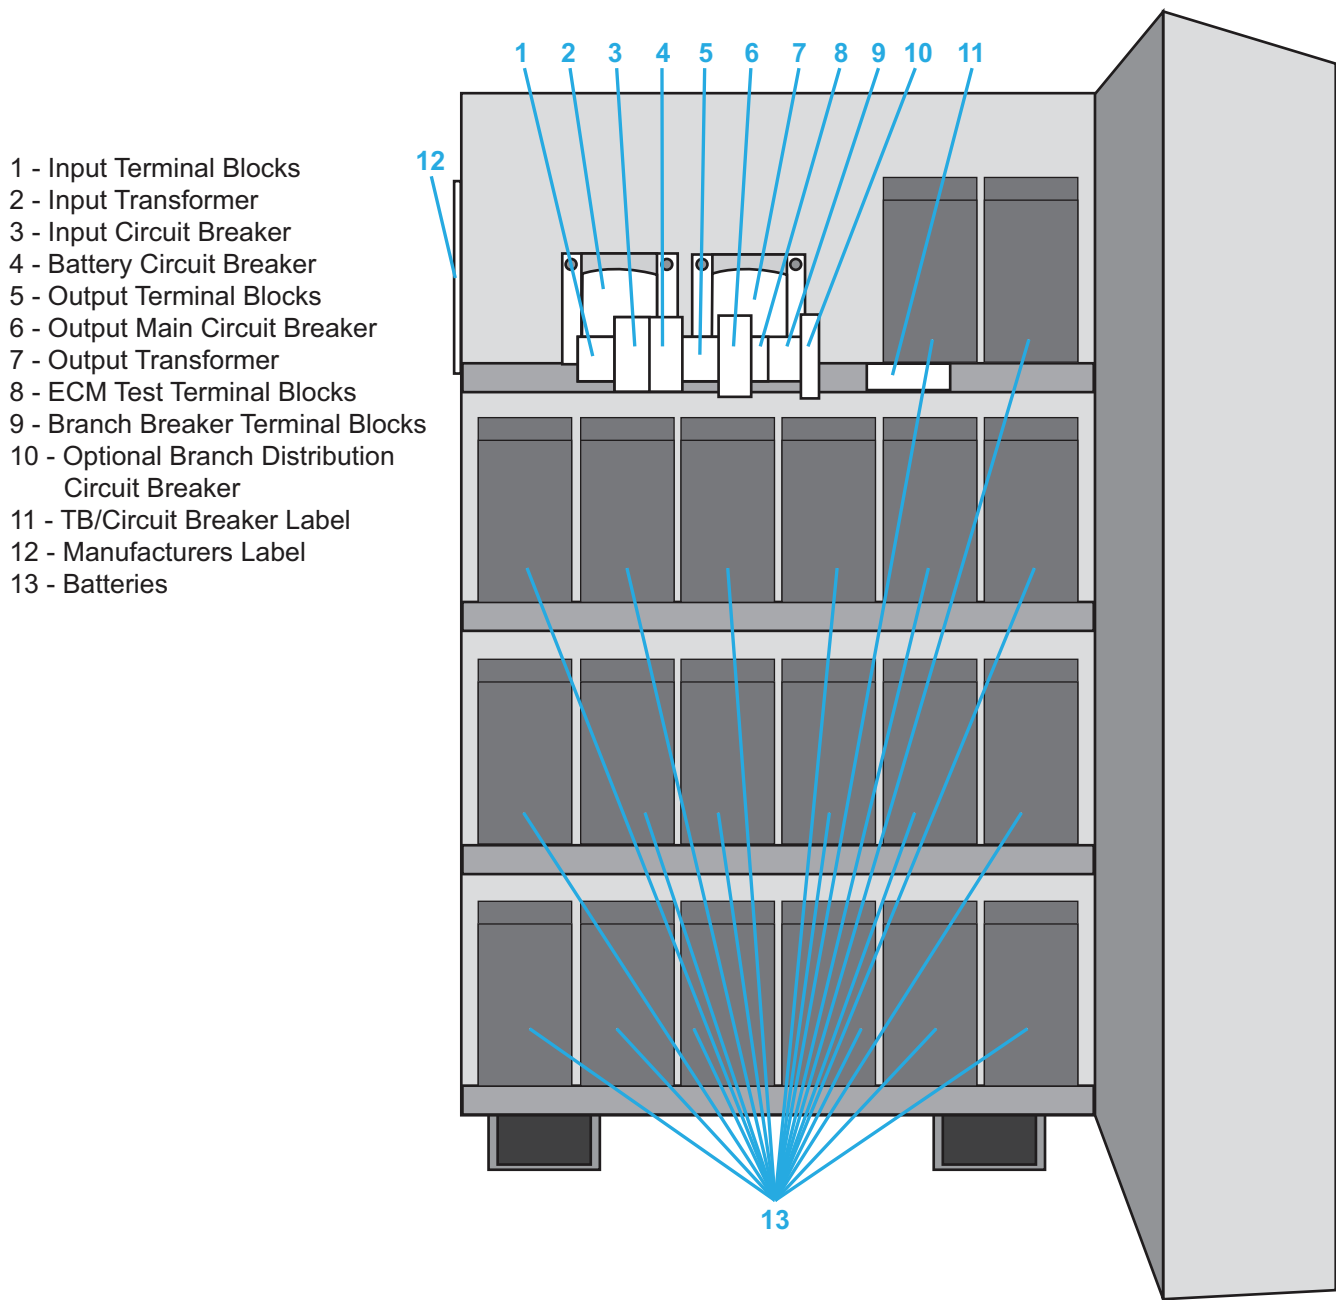 1 2 3 4 5 6 7 8 9 10 11
12
1 - Input Terminal Blocks
2 - Input Transformer
3 - Input Circuit Breaker
4 - Battery Circuit Breaker
5 - Output Terminal Blocks
6 - Output Main Circuit Breaker
7 - Output Transformer
8 - ECM Test Terminal Blocks
9 - Branch Breaker Terminal Blocks
10 - Optional Branch Distribution
Circuit Breaker
11 - TB/Circuit Breaker Label
12 - Manufacturers Label
13 - Batteries
13